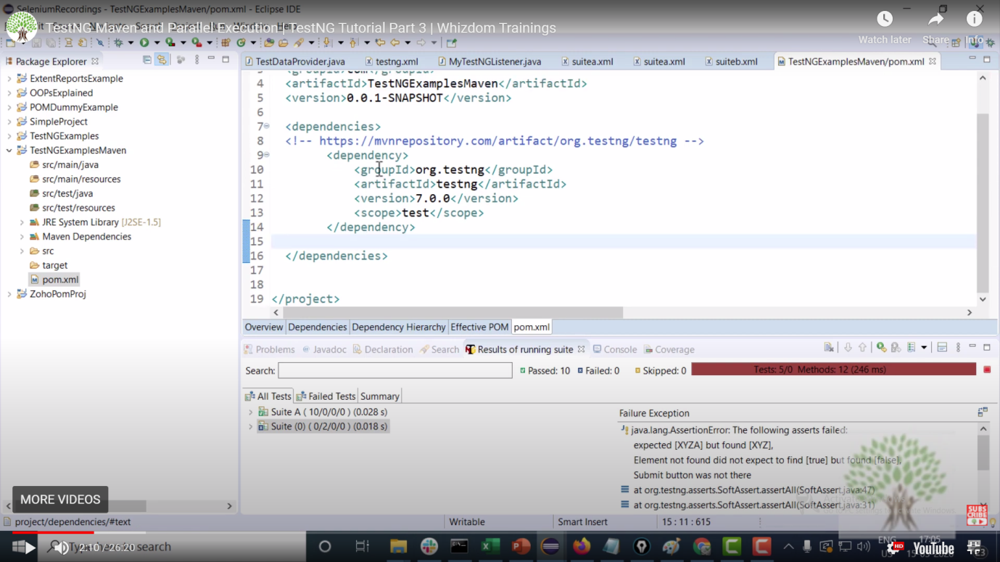 SeleniumRecordings - TestNGExamplesMaven/pom.xml - Eclipse IDE
TestNG Maven and Parallel Execution | TestNG Tutorial Part 3 | Whizdom Trainings
Watch later
Share
Info
Package Explorer
TestDataProvider.java
testng.xml
MyTestNGListener.java
suitea.xml
suitea.xml
suiteb.xml
TestNGExamplesMaven/pom.xml
ExtentReportsExample
OOPsExplained
POMDummyExample
SimpleProject
TestNGExamples
TestNGExamplesMaven
src/main/java
src/main/resources
src/test/java
src/test/resources
JRE System Library [J2SE-1.5]
Maven Dependencies
src
target
pom.xml
ZohoPomProj
3 <groupId>com</groupId>
4 <artifactId>TestNGExamplesMaven</artifactId>
5 <version>0.0.1-SNAPSHOT</version>
6
7 <dependencies>
8 <!-- https://mvnrepository.com/artifact/org.testng/testng -->
9 <dependency>
10 <groupId>org.testng</groupId>
11 <artifactId>testng</artifactId>
12 <version>7.0.0</version>
13 <scope>test</scope>
14 </dependency>
15
16 </dependencies>
17
18
19 </project>
Overview
Dependencies
Dependency Hierarchy
Effective POM
pom.xml
Problems
Javadoc
Declaration
Search
Results of running suite
Console
Coverage
Search:
Passed: 10
Failed: 0
Skipped: 0
Tests: 5/0 Methods: 12 (246 ms)
All Tests
Failed Tests
Summary
Suite A ( 10/0/0/0 ) (0.028 s)
Suite (0) ( 0/2/0/0 ) (0.018 s)
Failure Exception
java.lang.AssertionError: The following asserts failed:
expected [XYZA] but found [XYZ],
Element not found did not expect to find [true] but found [false],
Submit button was not there
at org.testng.asserts.SoftAssert.assertAll(SoftAssert.java:47)
at org.testng.asserts.SoftAssert.assertAll(SoftAssert.java:31)
MORE VIDEOS
project/dependencies/#text
Writable
Smart Insert
15 : 11 : 615
SUBSCRIBE
2:10 / 26:20
Type here to search
ENG
US
17:05
HD
YouTube